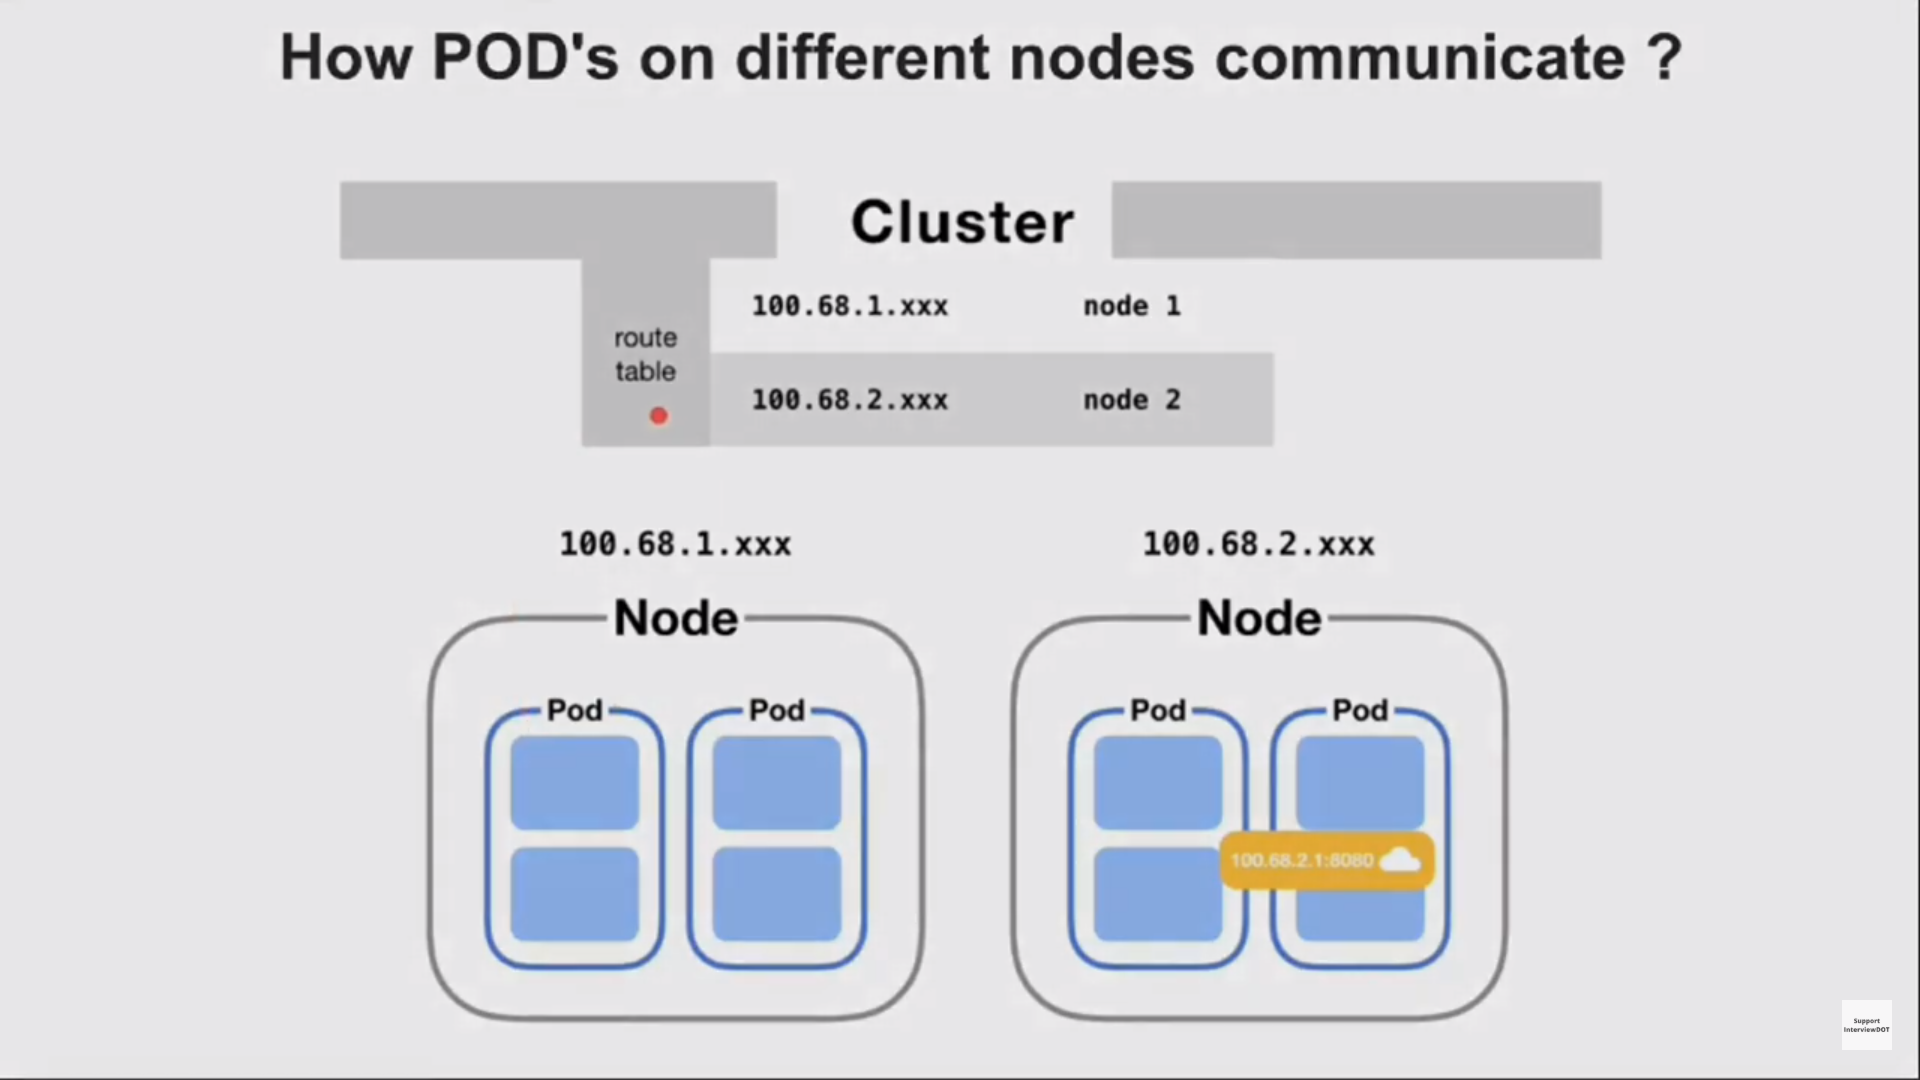 How POD's on different nodes communicate ?
Cluster
100.68.1.xxx node 1
route
table
100.68.2.xxx node 2
100.68.1.xxx
100.68.2.xxx
Node
Node
Pod
Pod
Pod
Pod
100.68.2.1:8080
Support
InterviewDOT